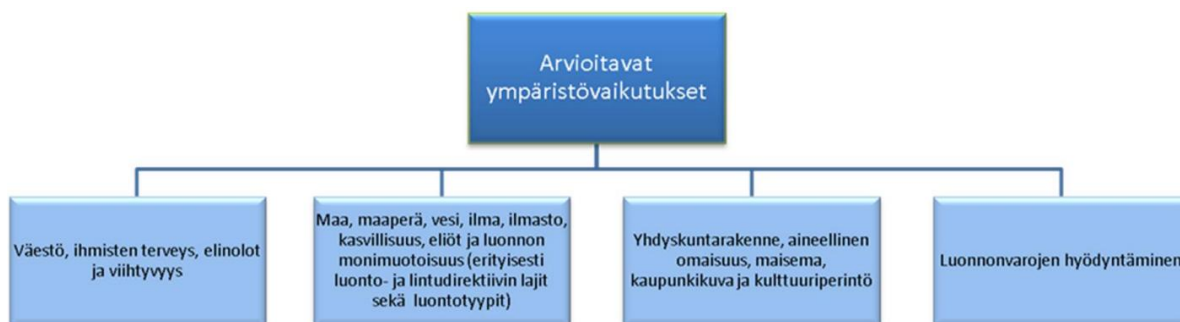 Arvioitavat
ympäristövaikutukset
Väestö, ihmisten terveys, elinolot
ja viihtyvyys
Maa, maaperä, vesi, ilma, ilmasto,
kasvillisuus, eliöt ja luonnon
monimuotoisuus (erityisesti
luonto- ja lintudirektiivin lajit
sekä luontotyypit)
Yhdyskuntarakenne, aineellinen
omaisuus, maisema,
kaupunkikuva ja kulttuuriperintö
Luonnonvarojen hyödyntäminen